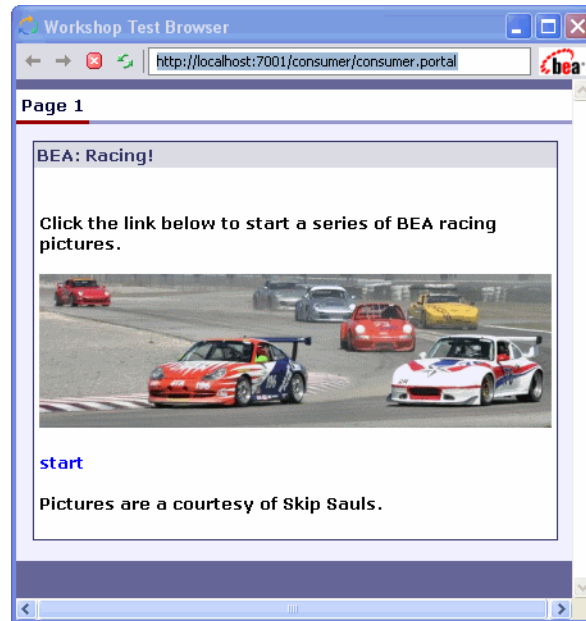 Workshop Test Browser
http://localhost:7001/consumer/consumer.portal
bea
Page 1
BEA: Racing!
Click the link below to start a series of BEA racing
pictures.
start
Pictures are a courtesy of Skip Sauls.